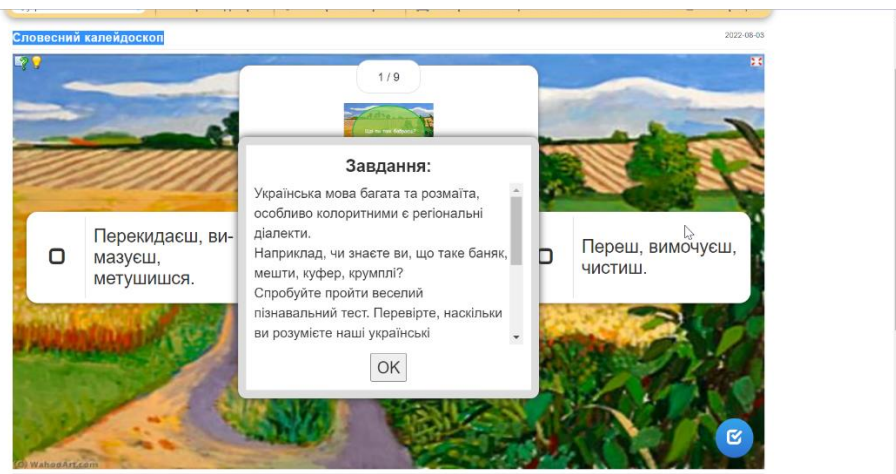 Словесний калейдоскоп
2022-08-03
1 / 9
Завдання:
Українська мова багата та розмаїта,
особливо колоритними є регіональні
діалекти.
Наприклад, чи знаєте ви, що таке баняк,
мешти, куфер, крумплі?
Спробуйте пройти веселий
пізнавальний тест. Перевірте, наскільки
ви розумієте наші українські
OK
Перекидаєш, ви-
мазуєш,
метушишся.
Переш, вимочуєш,
чистиш.
(C) WahooArt.com